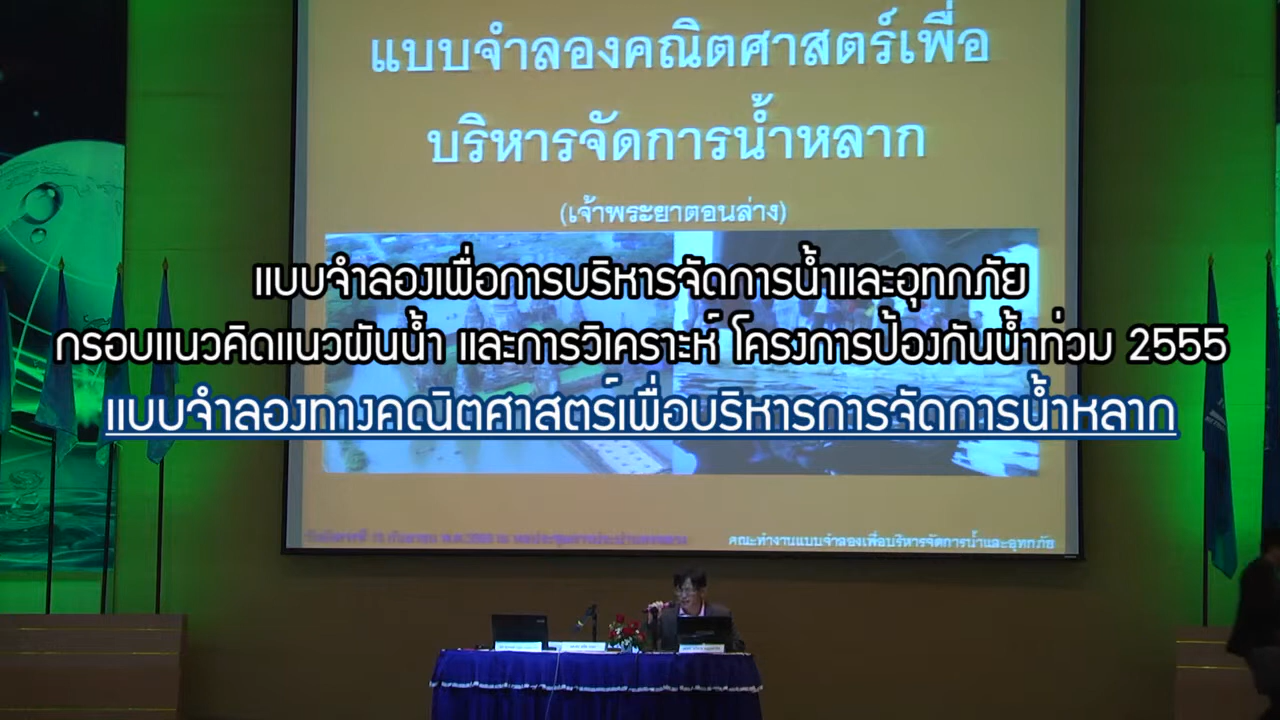 แบบจำลองคณิตศาสตร์เพื่อ
บริหารจัดการน้ำหลาก
(เจ้าพระยาตอนล่าง)
แบบจำลองเพื่อการบริหารจัดการน้ำและอุทกภัย
กรอบแนวคิดแนวผันน้ำ และการวิเคราะห์ โครงการป้องกันน้ำท่วม 2555
แบบจำลองทางคณิตศาสตร์เพื่อบริหารการจัดการน้ำหลาก
คณะทำงานแบบจำลองเพื่อบริหารจัดการน้ำและอุทกภัย